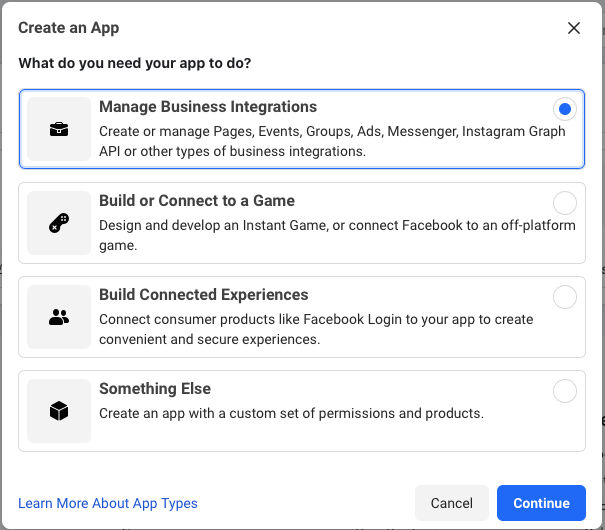 Create an App
What do you need your app to do?
Manage Business Integrations
Create or manage Pages, Events, Groups, Ads, Messenger, Instagram Graph
API or other types of business integrations.
Build or Connect to a Game
Design and develop an Instant Game, or connect Facebook to an off-platform
game.
Build Connected Experiences
Connect consumer products like Facebook Login to your app to create
convenient and secure experiences.
Something Else
Create an app with a custom set of permissions and products.
Learn More About App Types
Cancel
Continue